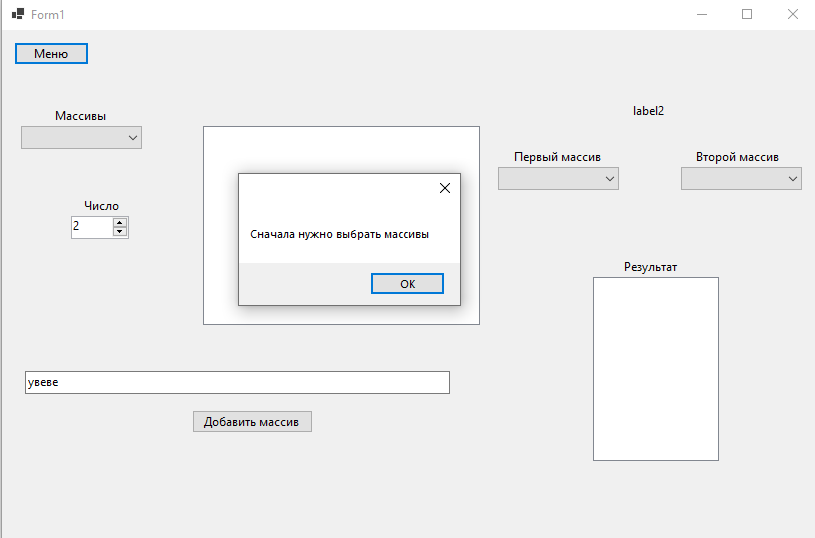 Form1
Меню
label2
Массивы
Первый массив
Второй массив
Число
2
Сначала нужно выбрать массивы
OK
Результат
увеве
Добавить массив